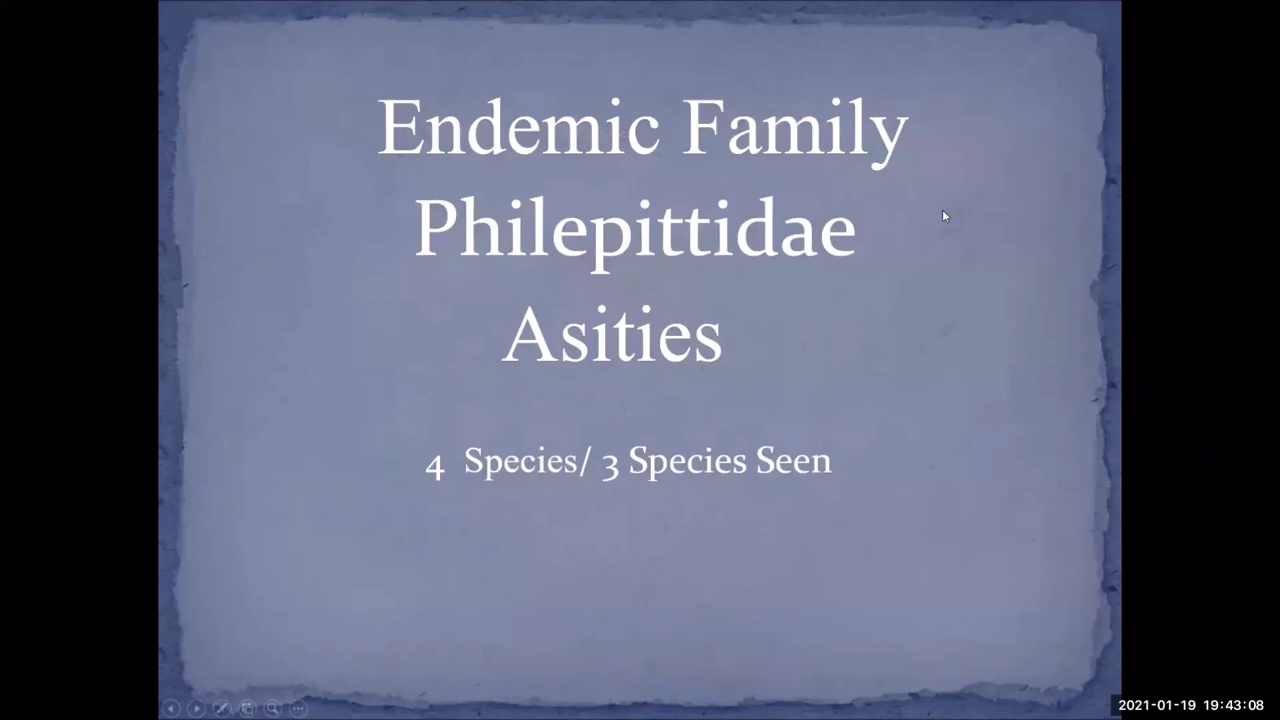 Endemic Family
Philepittidae
Asities
4 Species/ 3 Species Seen
2021-01-19 19:43:08